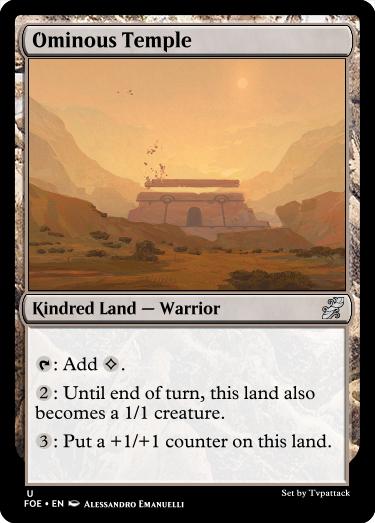 Ominous Temple
Kindred Land — Warrior
{T}: Add {C}.
2: Until end of turn, this land also
becomes a 1/1 creature.
3: Put a +1/+1 counter on this land.
U
FOE • EN Alessandro Emanuelli
Set by Tvpattack